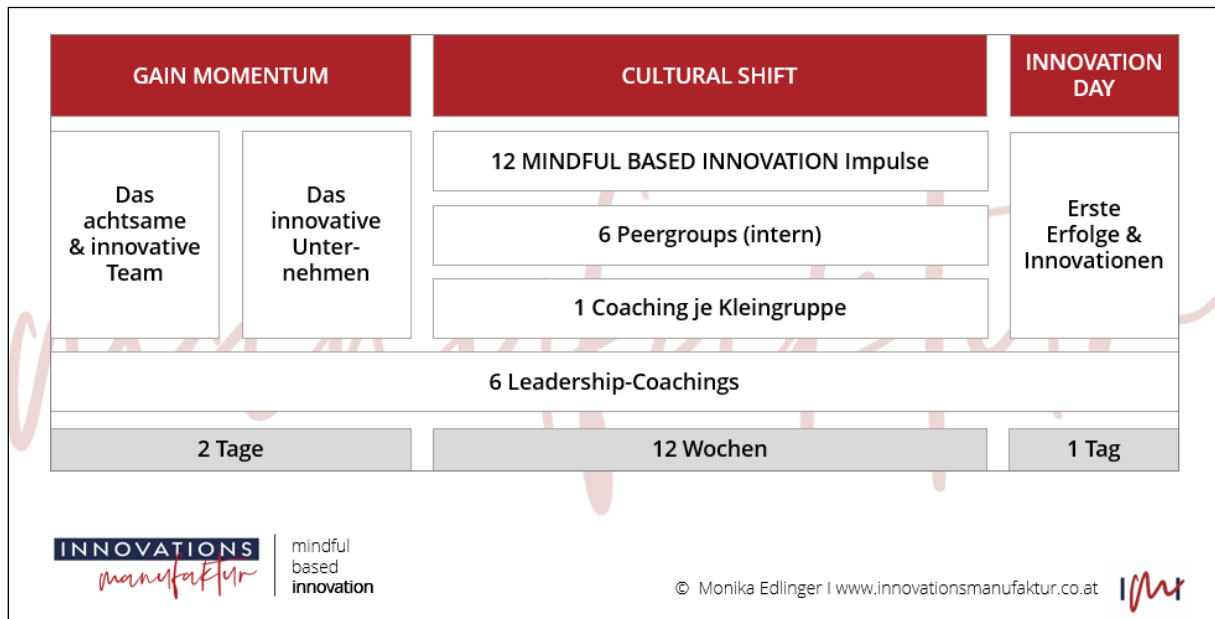 GAIN MOMENTUM
CULTURAL SHIFT
INNOVATION
DAY
Das
achtsame
& innovative
Team
Das
innovative
Unter-
nehmen
12 MINDFUL BASED INNOVATION Impulse
6 Peergroups (intern)
1 Coaching je Kleingruppe
Erste
Erfolge &
Innovationen
6 Leadership-Coachings
2 Tage
12 Wochen
1 Tag
INNOVATIONS
manufaktur
mindful
based
innovation
© Monika Edlinger I www.innovationsmanufaktur.co.at
IMI